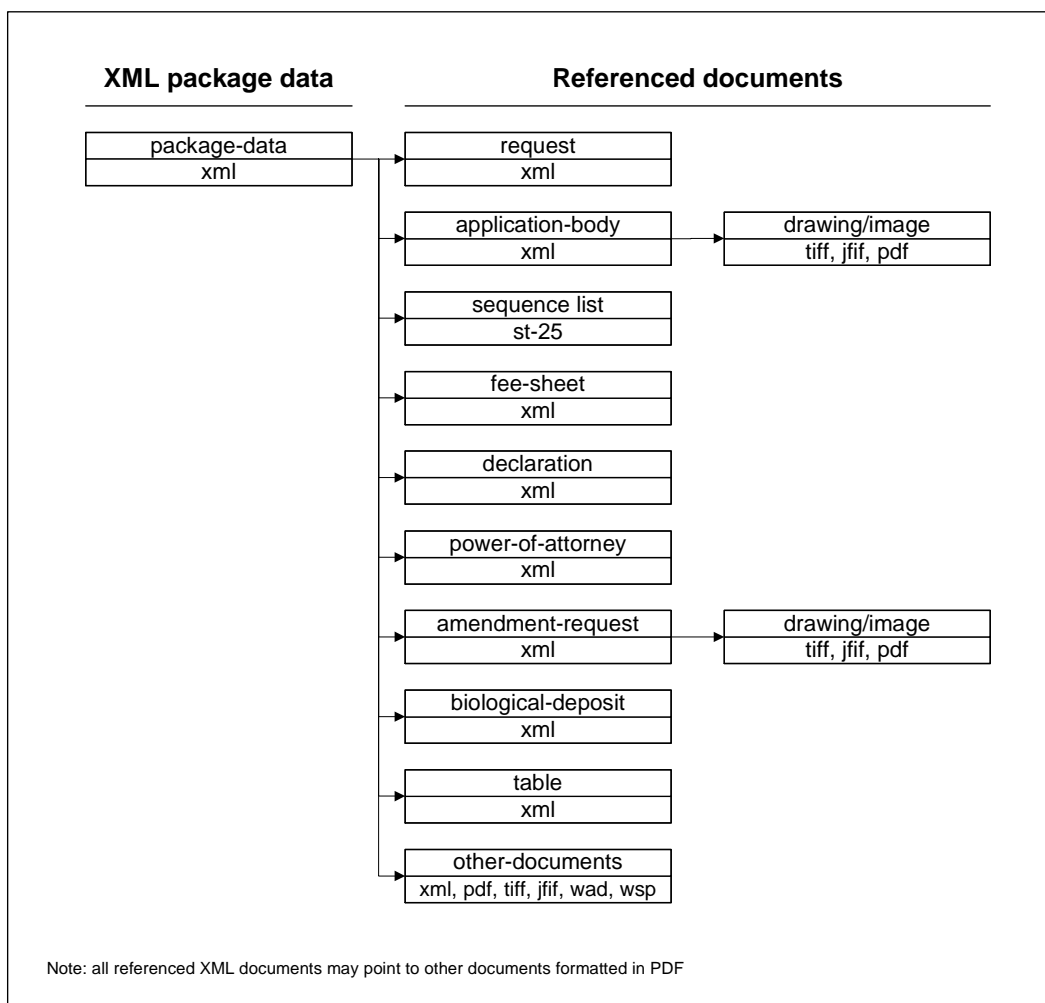 XML package data
Referenced documents
package-data
xml
request
xml
application-body
xml
drawing/image
tiff, jfif, pdf
sequence list
st-25
fee-sheet
xml
declaration
xml
power-of-attorney
xml
amendment-request
xml
drawing/image
tiff, jfif, pdf
biological-deposit
xml
table
xml
other-documents
xml, pdf, tiff, jfif, wad, wsp
Note: all referenced XML documents may point to other documents formatted in PDF